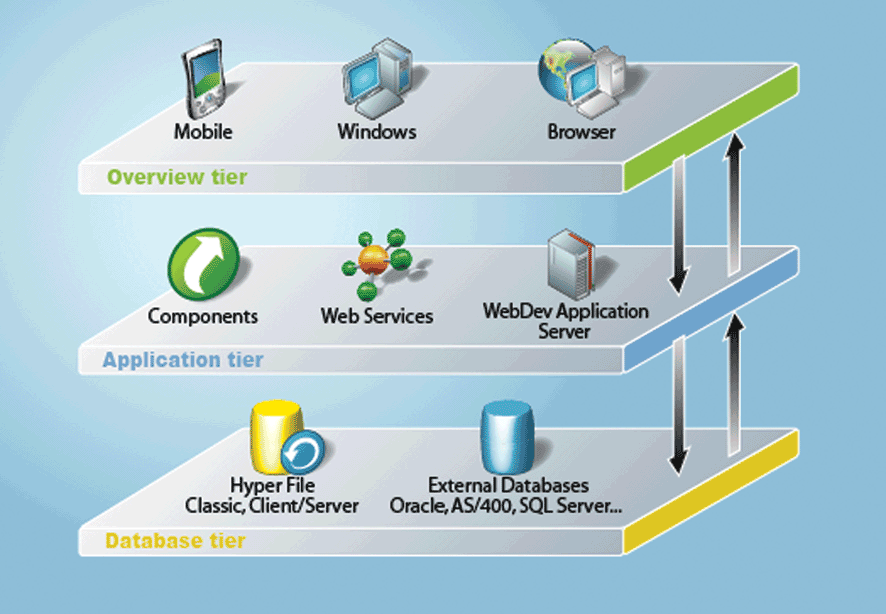 Mobile
Windows
Browser
Overview tier
Components
Web Services
WebDev Application
Server
Application tier
Hyper File
Classic, Client/Server
External Databases
Oracle, AS/400, SQL Server...
Database tier